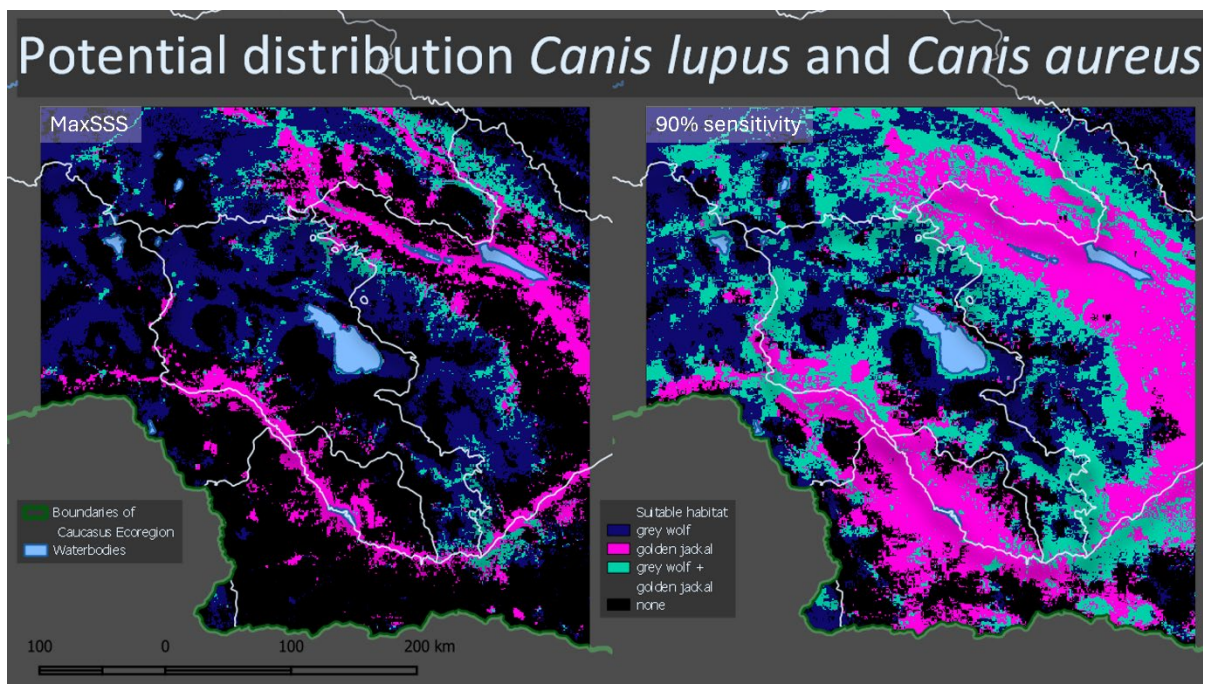 Potential distribution Canis lupus and Canis aureus
MaxSSS
90% sensitivity
Boundaries of
Caucasus Ecoregion
Waterbodies
Suitable habitat
grey wolf
golden jackal
grey wolf +
golden jackal
none
100 0 100 200 km